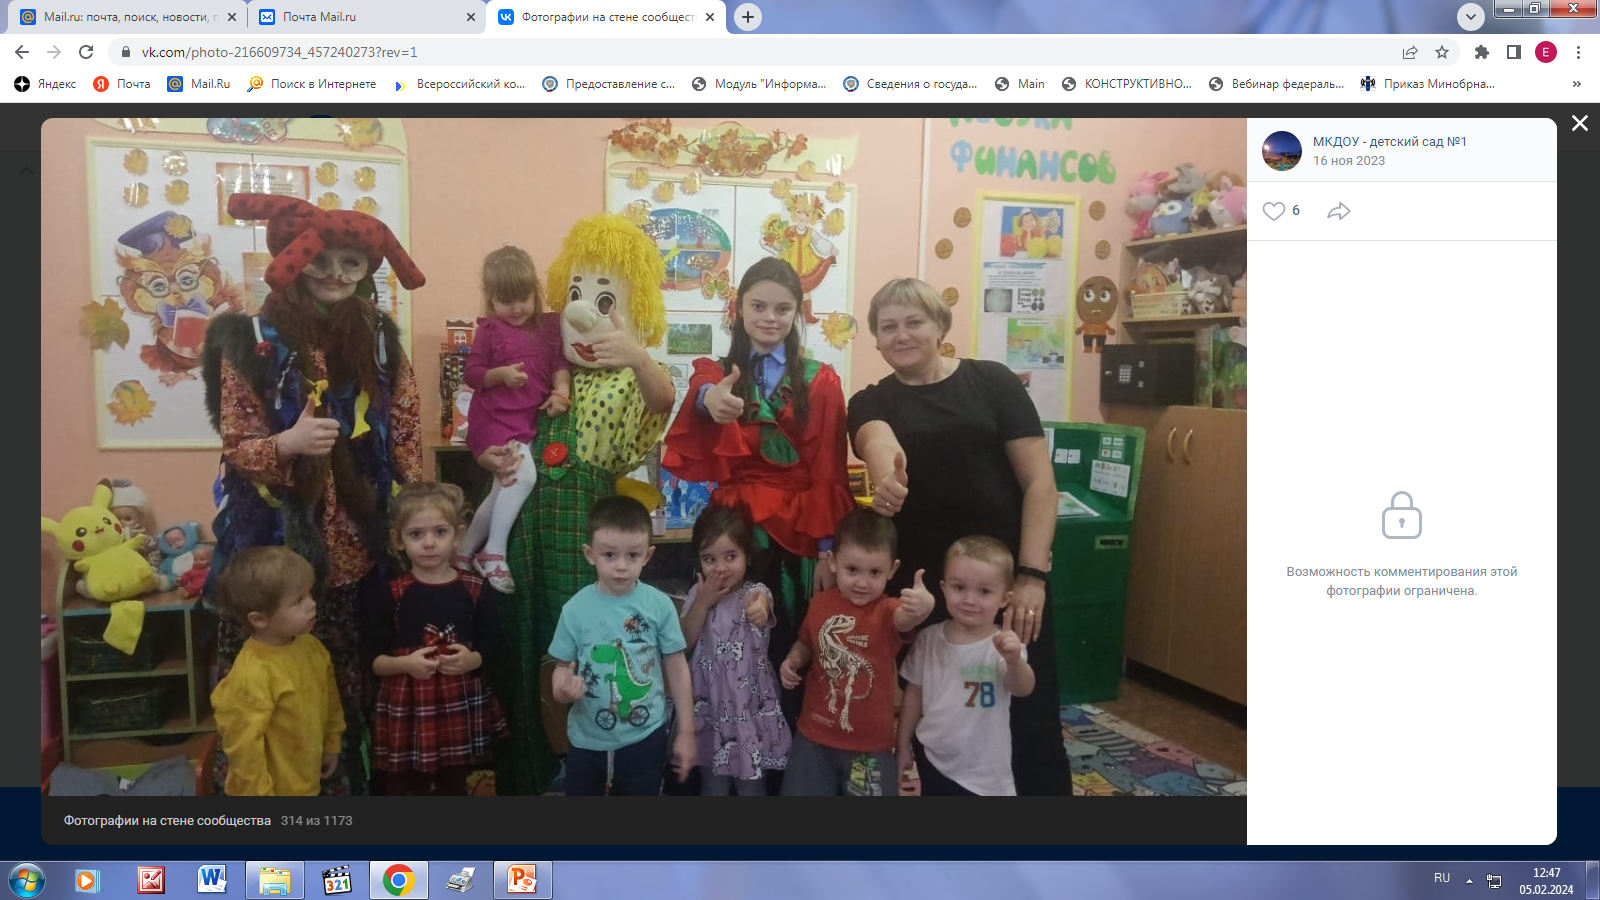 Mail.ru: почта, поиск, новости, п
Почта Mail.ru
Фотографии на стене сообщест
vk.com/photo-216609734_457240273?rev=1
E
Яндекс
Почта
Mail.Ru
Поиск в Интернете
Всероссийский ко...
Предоставление с...
Модуль "Информа...
Сведения о госуда...
Main
КОНСТРУКТИВНО...
Вебинар федераль...
Приказ Минобрна...
»
Осень
ФИНАНСОВ
78
МКДОУ - детский сад №1
16 ноя 2023
6
Возможность комментирования этой
фотографии ограничена.
Фотографии на стене сообщества 314 из 1173
321
RU
12:47
05.02.2024